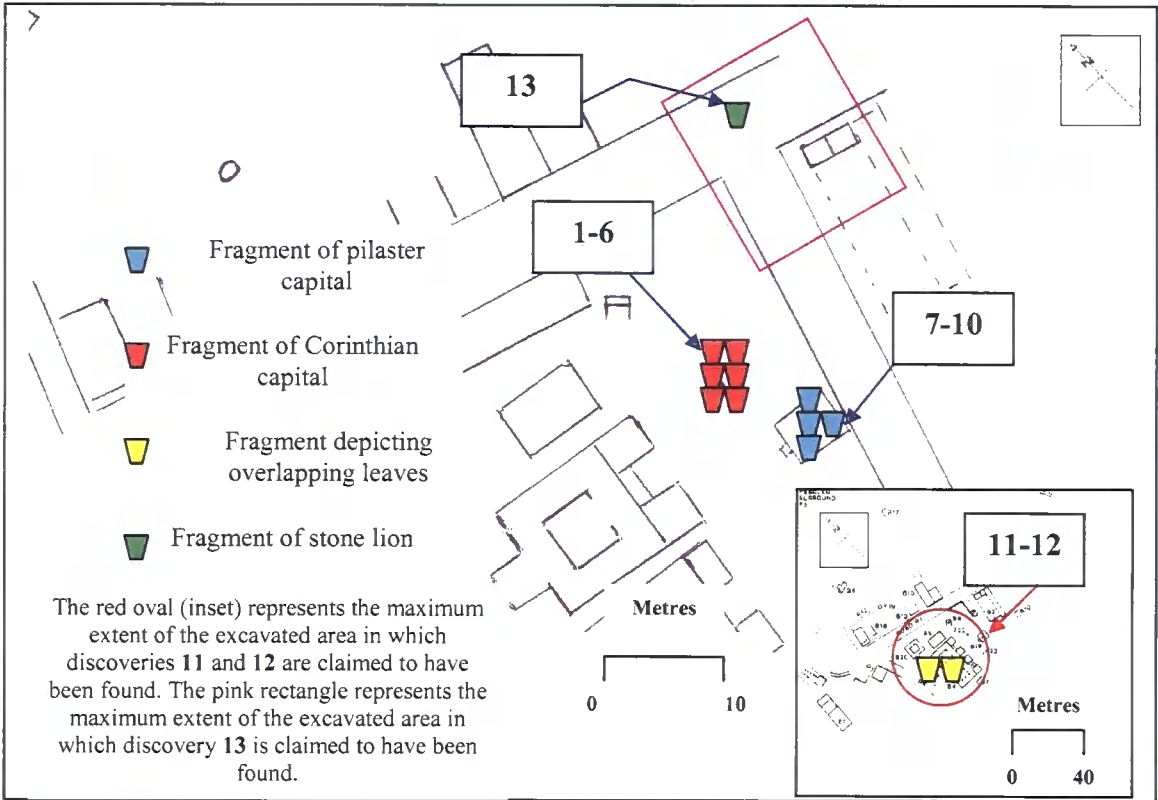 13
1-6
7-10
Fragment of pilaster
capital
Fragment of Corinthian
capital
Fragment depicting
overlapping leaves
Fragment of stone lion
The red oval (inset) represents the maximum
extent of the excavated area in which
discoveries 11 and 12 are claimed to have
been found. The pink rectangle represents the
maximum extent of the excavated area in
which discovery 13 is claimed to have been
found.
Metres
0 10
11-12
Metres
0 40